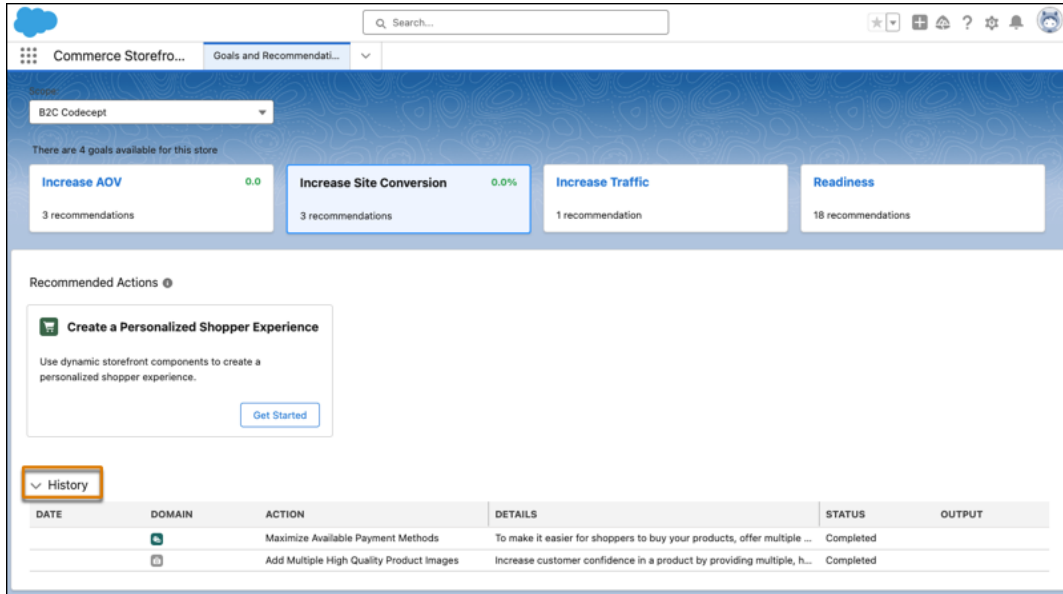 Search...
Commerce Storefro...
Goals and Recommendati...
Scope
B2C Codecept
There are 4 goals available for this store
Increase AOV 0.0
3 recommendations
Increase Site Conversion 0.0%
3 recommendations
Increase Traffic
1 recommendation
Readiness
18 recommendations
Recommended Actions
Create a Personalized Shopper Experience
Use dynamic storefront components to create a
personalized shopper experience.
Get Started
History
DATE DOMAIN ACTION DETAILS STATUS OUTPUT
Maximize Available Payment Methods To make it easier for shoppers to buy your products, offer multiple ... Completed
Add Multiple High Quality Product Images Increase customer confidence in a product by providing multiple, h... Completed